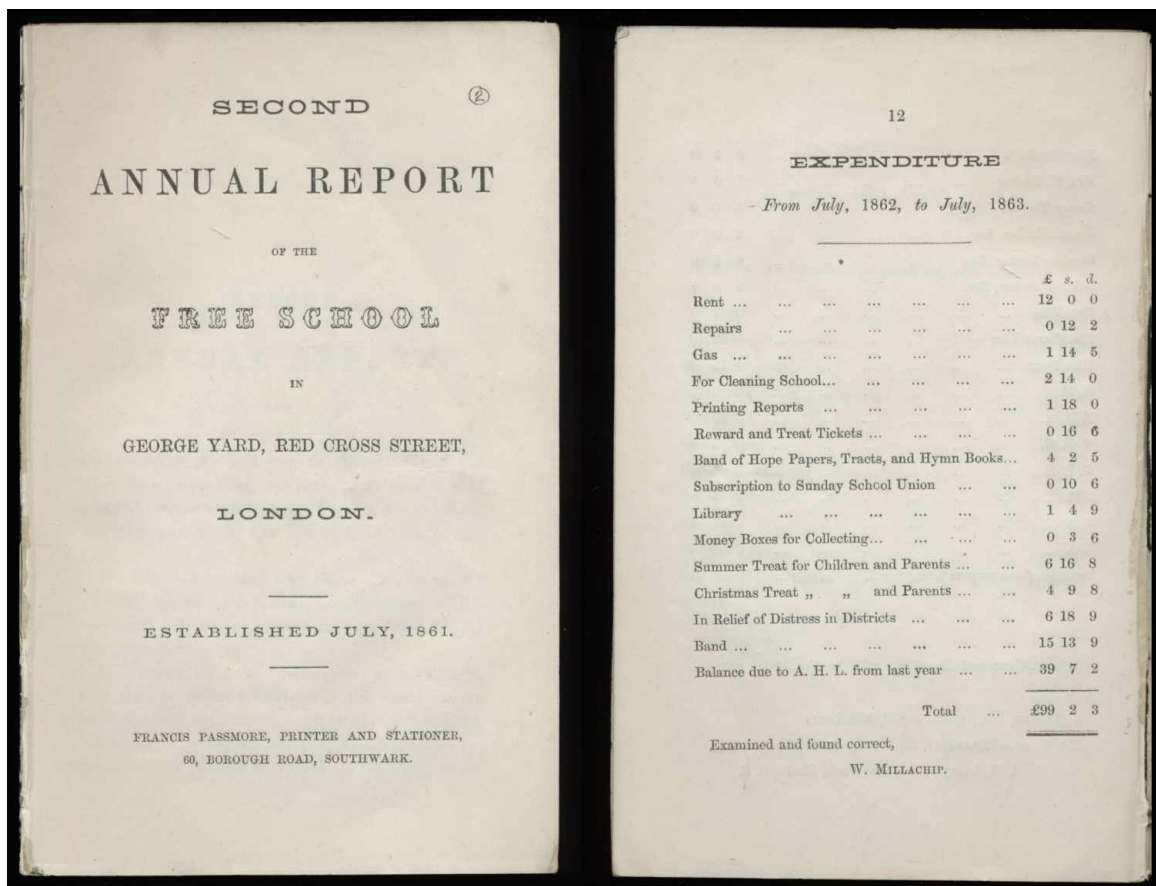 SECOND
2
ANNUAL REPORT
OF THE
FREE SCHOOL
IN
GEORGE YARD, RED CROSS STREET,
LONDON.
ESTABLISHED JULY, 1861.
FRANCIS PASSMORE, PRINTER AND STATIONER,
60, BOROUGH ROAD, SOUTHWARK.
12
EXPENDITURE
From July, 1862, to July, 1863.
£ s. d.
Rent ... ... ... ... ... ... ... 12 0 0
Repairs ... ... ... ... ... ... 0 12 2
Gas ... ... ... ... ... ... ... 1 14 5
For Cleaning School... ... ... ... ... 2 14 0
Printing Reports ... ... ... ... ... 1 18 0
Reward and Treat Tickets ... ... ... ... 0 16 6
Band of Hope Papers, Tracts, and Hymn Books... 4 2 5
Subscription to Sunday School Union ... ... 0 10 6
Library ... ... ... ... ... ... 1 4 9
Money Boxes for Collecting... ... ... ... 0 3 6
Summer Treat for Children and Parents ... ... 6 16 8
Christmas Treat „ „ and Parents ... ... 4 9 8
In Relief of Distress in Districts ... ... ... 6 18 9
Band ... ... ... ... ... ... ... 15 13 9
Balance due to A. H. L. from last year ... ... 39 7 2
Total ... £99 2 3
Examined and found correct,
W. MILLACHIP.